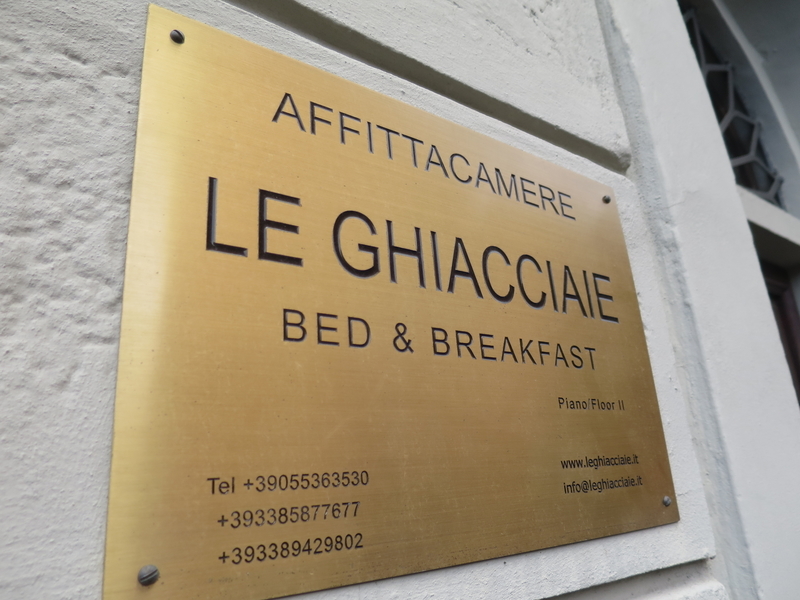 AFFITTACAMERE
LE GHIACCIAIE
BED & BREAKFAST
Piano/Floor II
Tel +39055363530
+393385877677
+393389429802
www.leghiacciaie.it
info@leghiacciaie.it